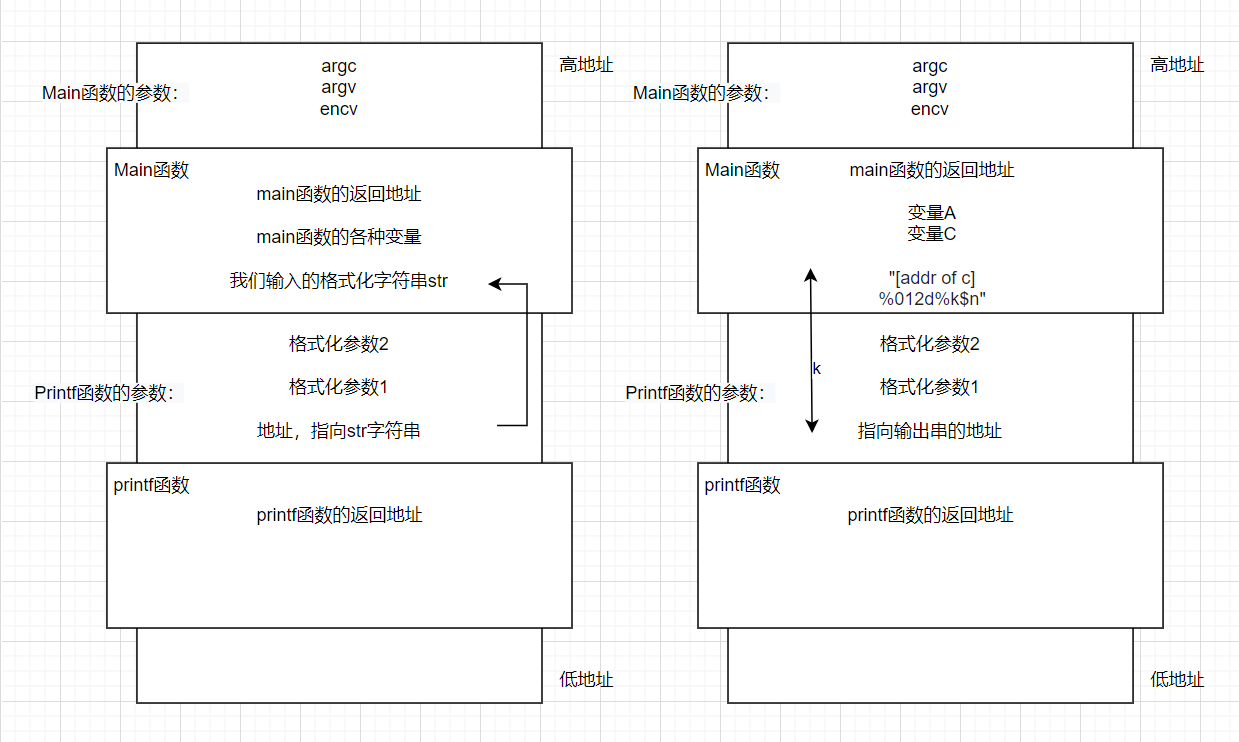 argc
argv
encv
高地址
Main函数的参数：
Main函数
main函数的返回地址
main函数的各种变量
我们输入的格式化字符串str
格式化参数2
格式化参数1
Printf函数的参数：
地址，指向str字符串
printf函数
printf函数的返回地址
低地址
argc
argv
encv
高地址
Main函数的参数：
Main函数
main函数的返回地址
变量A
变量C
"[addr of c]
%012d%k$n"
k
格式化参数2
格式化参数1
Printf函数的参数：
指向输出串的地址
printf函数
printf函数的返回地址
低地址